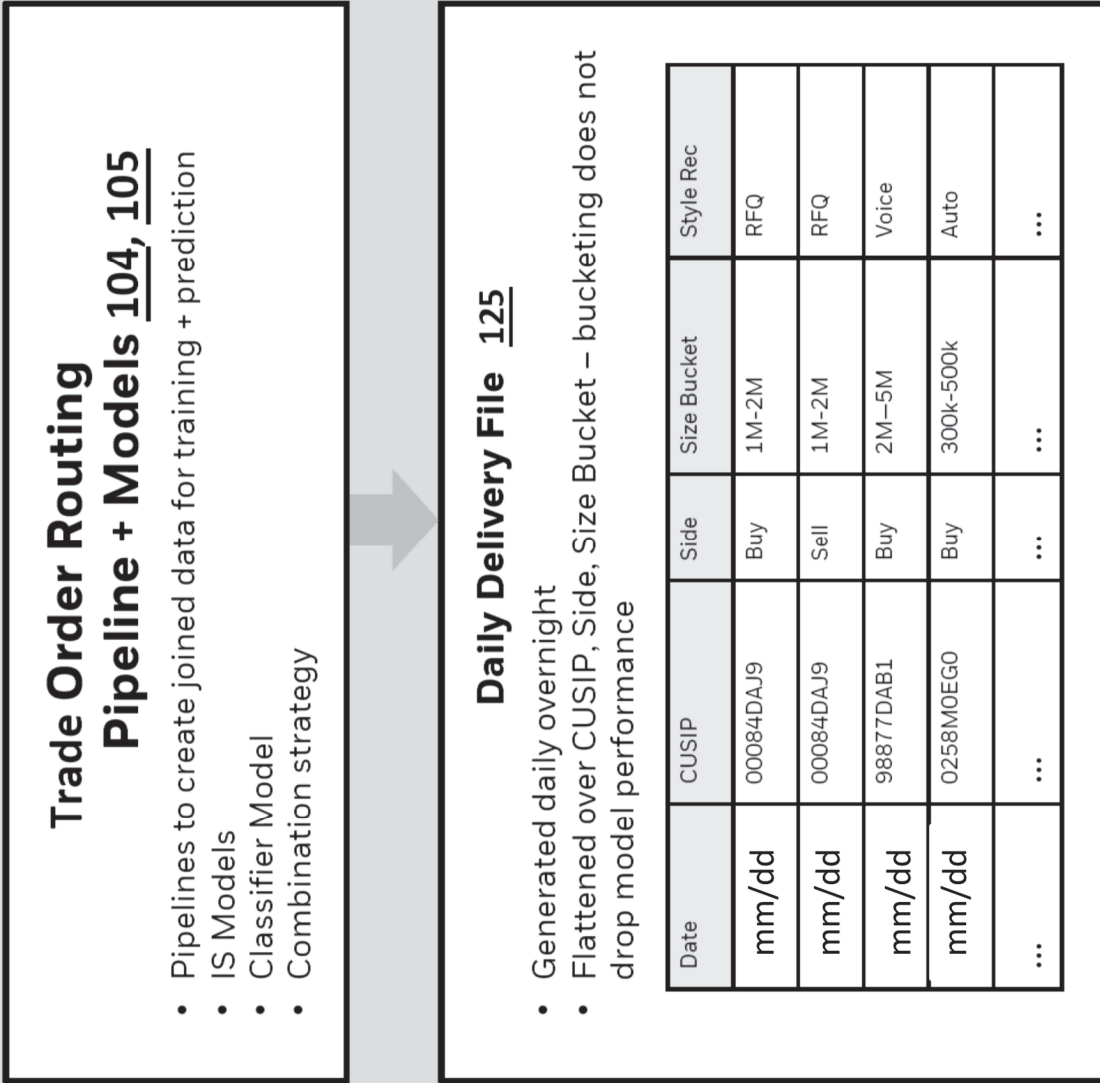 Trade Order Routing
Pipeline + Models 104, 105
• Pipelines to create joined data for training + prediction
• IS Models
• Classifier Model
• Combination strategy
Daily Delivery File 125
• Generated daily overnight
• Flattened over CUSIP, Side, Size Bucket – bucketing does not
drop model performance
Date CUSIP Side Size Bucket Style Rec
mm/dd 00084DAJ9 Buy 1M-2M RFQ
mm/dd 00084DAJ9 Sell 1M-2M RFQ
mm/dd 98877DAB1 Buy 2M–5M Voice
mm/dd 0258M0EG0 Buy 300k-500k Auto
... ... ... ... ...